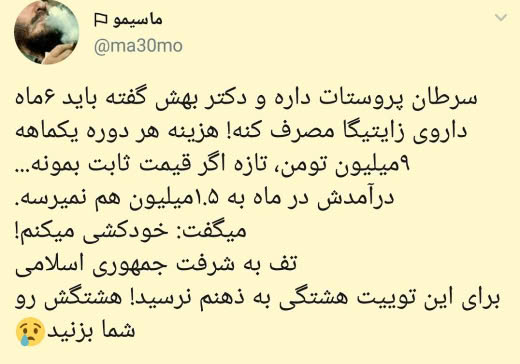 ماسیمو
@ma30mo
سرطان پروستات داره و دکتر بهش گفته باید ۶ماه
داروی زایتیگا مصرف کنه! هزینه هر دوره یکماهه
۹میلیون تومن، تازه اگر قیمت ثابت بمونه...
درآمدش در ماه به ۱.۵میلیون هم نمیرسه.
میگفت: خودکشی میکنم!
تف به شرفت جمهوری اسلامی
برای این توییت هشتگی به ذهنم نرسید! هشتگش رو
شما بزنید😢